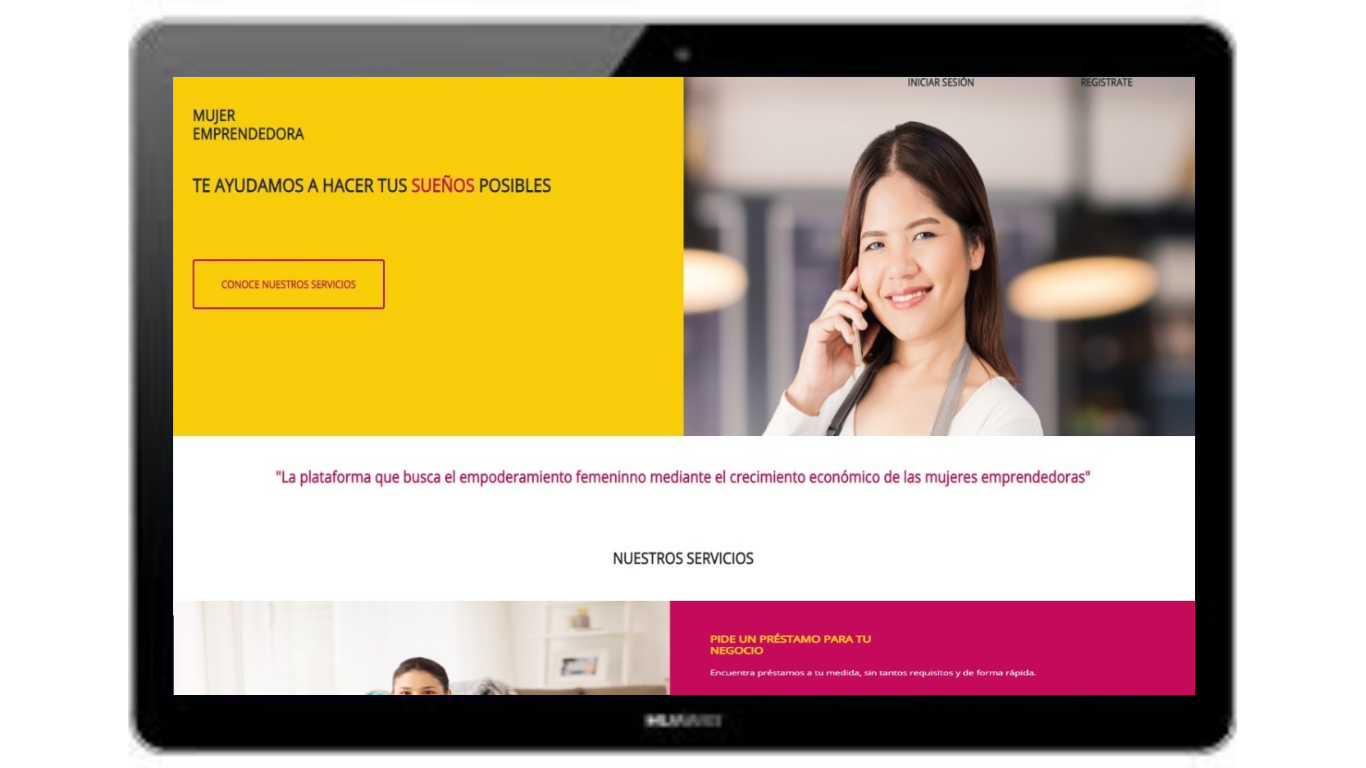 INICIAR SESIÓN REGISTRATE
MUJER
EMPRENDEDORA
TE AYUDAMOS A HACER TUS SUEÑOS POSIBLES
CONOCE NUESTROS SERVICIOS
"La plataforma que busca el empoderamiento femeninno mediante el crecimiento económico de las mujeres emprendedoras"
NUESTROS SERVICIOS
PIDE UN PRÉSTAMO PARA TU
NEGOCIO
Encuentra préstamos a tu medida, sin tantos requisitos y de forma rápida.